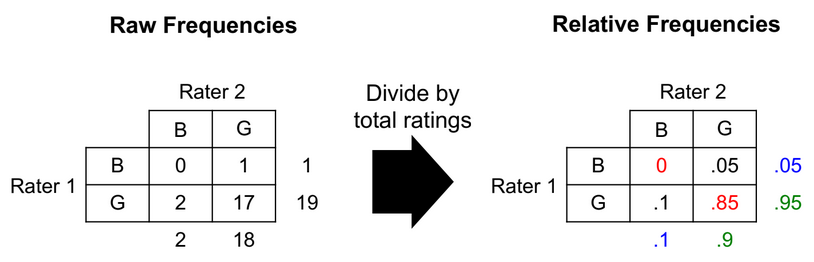 Raw Frequencies
Relative Frequencies
Rater 2
Divide by
total ratings
Rater 2
B G
B G
B 0 1 1
Rater 1
G 2 17 19
2 18
B 0 .05 .05
Rater 1
G .1 .85 .95
.1 .9